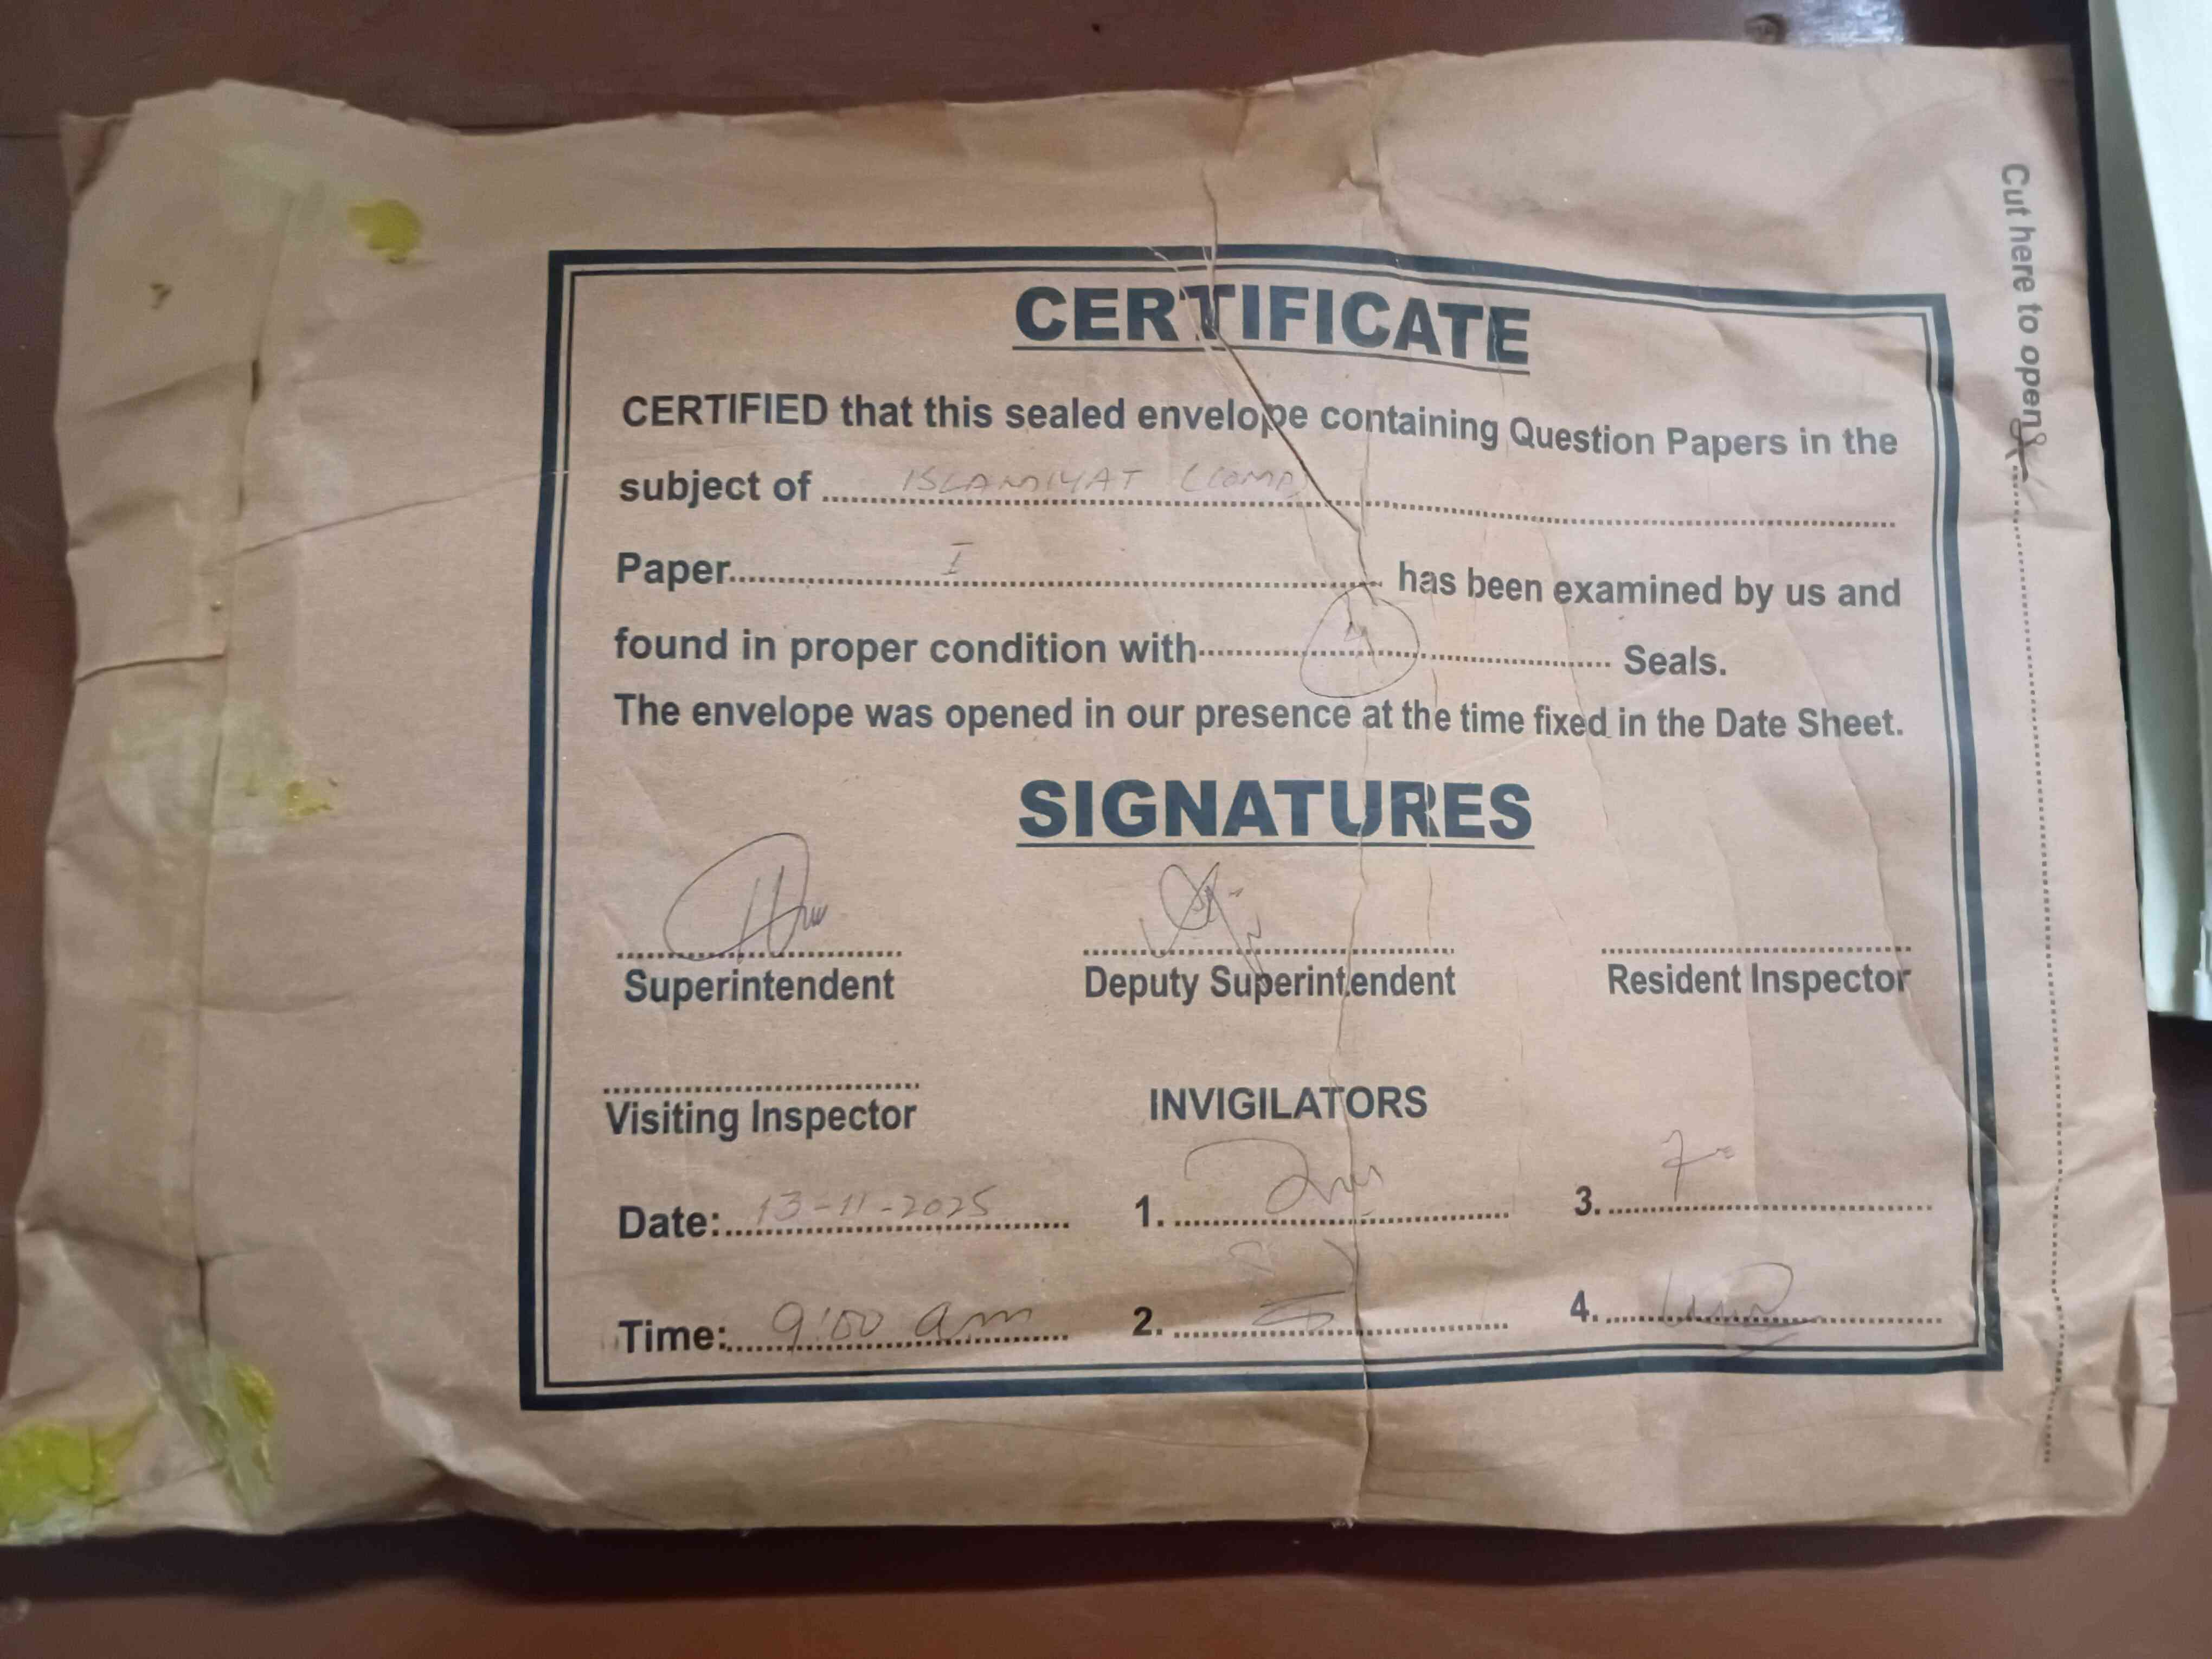 CERTIFICATE
CERTIFIED that this sealed envelope containing Question Papers in the
subject of ISLAMIYAT (COMP)
Paper I has been examined by us and
found in proper condition with 4 Seals.
The envelope was opened in our presence at the time fixed in the Date Sheet.
SIGNATURES
Superintendent Deputy Superintendent Resident Inspector
Visiting Inspector INVIGILATORS
Date: 13-11-2025 1. 3.
Time: 9:00 am 2. 4.
Cut here to open